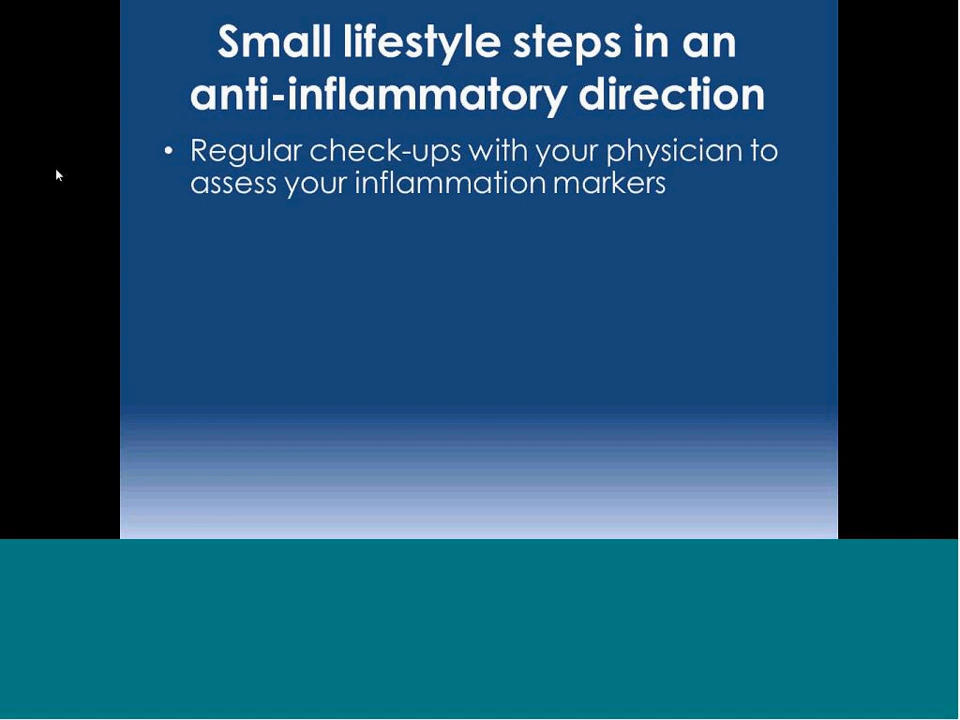 Small lifestyle steps in an
anti-inflammatory direction
• Regular check-ups with your physician to
assess your inflammation markers